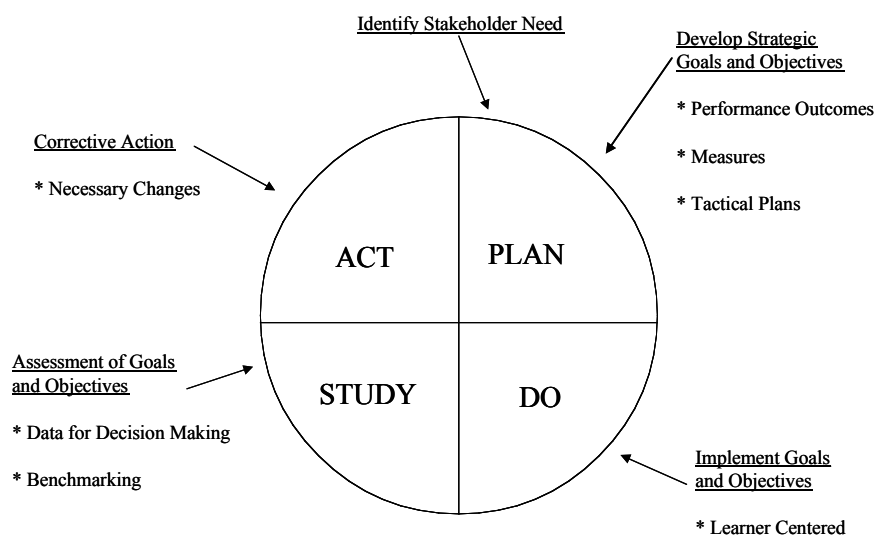 Identify Stakeholder Need
Develop Strategic
Goals and Objectives
* Performance Outcomes
* Measures
* Tactical Plans
Corrective Action
* Necessary Changes
ACT
PLAN
STUDY
DO
Assessment of Goals
and Objectives
* Data for Decision Making
* Benchmarking
Implement Goals
and Objectives
* Learner Centered